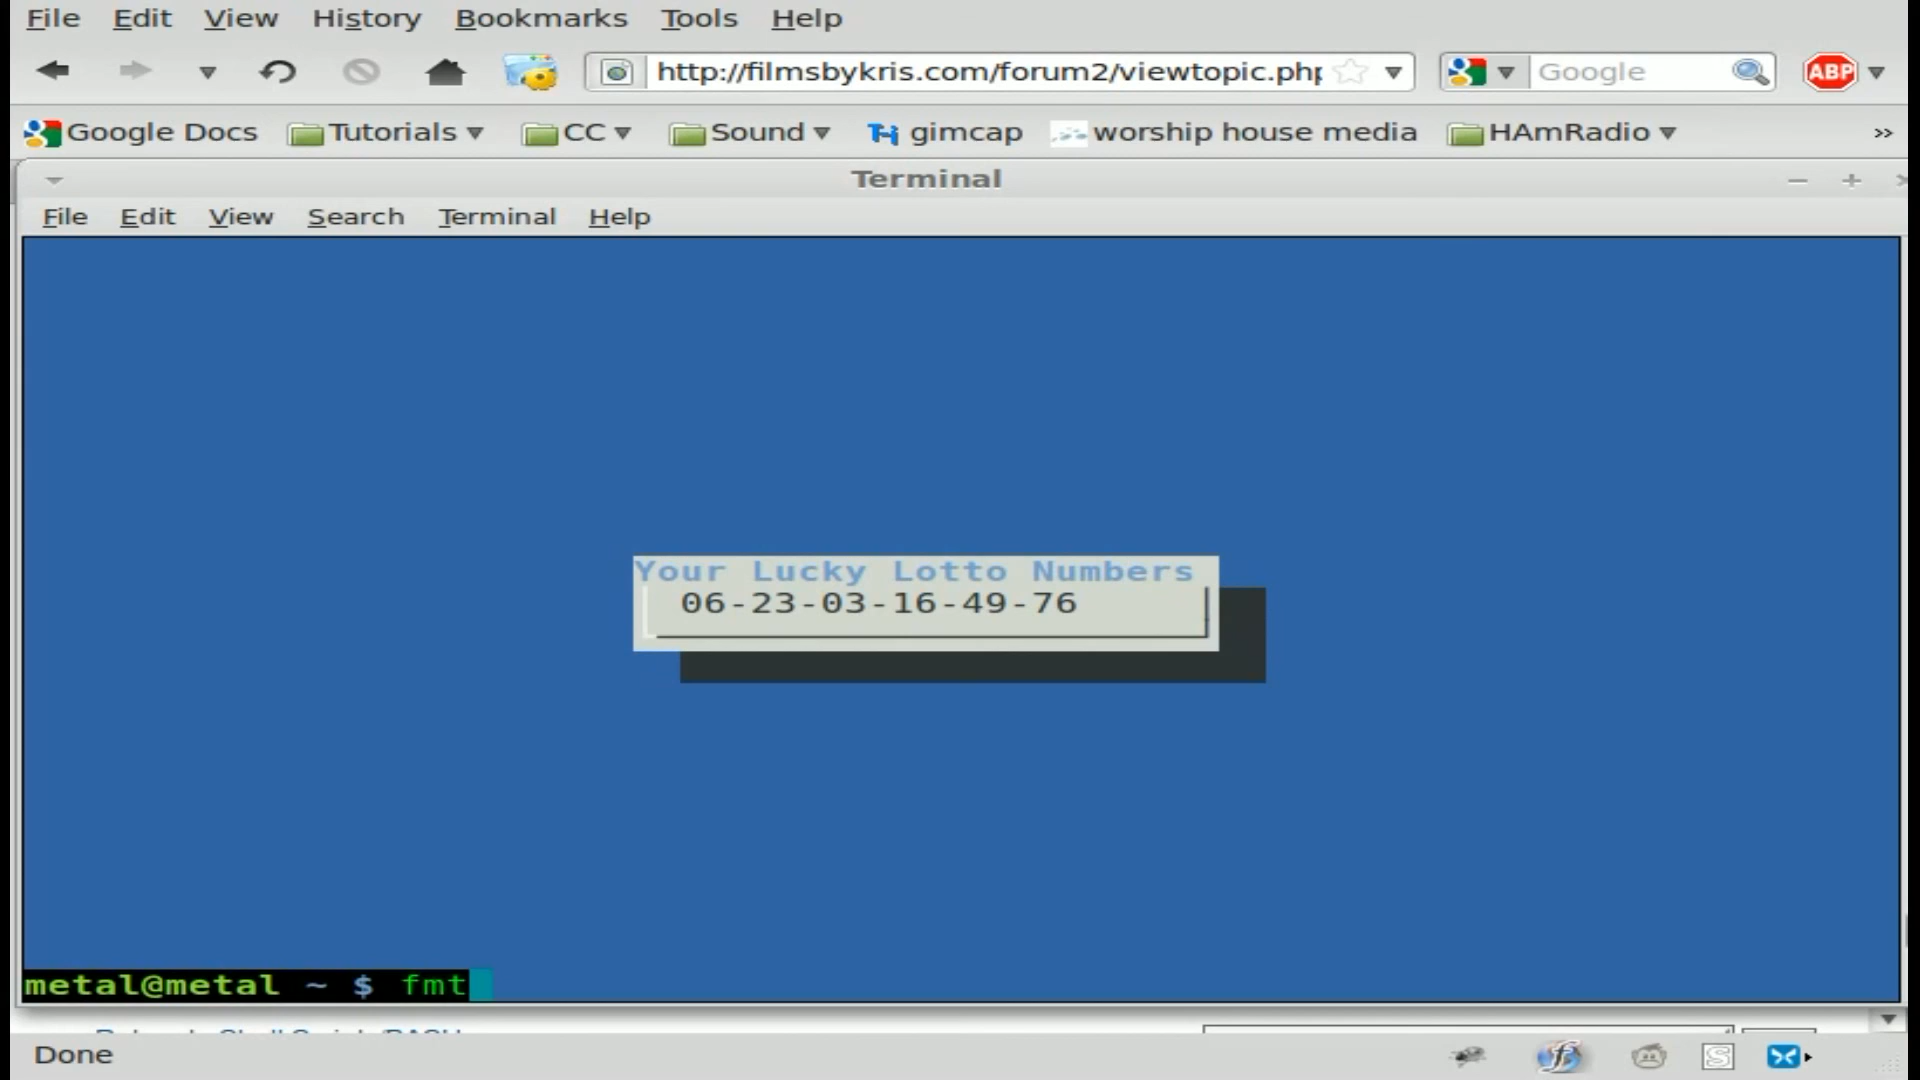 File Edit View History Bookmarks Tools Help
http://filmsbykris.com/forum2/viewtopic.php Google ABP
Google Docs Tutorials CC Sound gimcap worship house media HAmRadio »
Terminal
File Edit View Search Terminal Help
Your Lucky Lotto Numbers
06-23-03-16-49-76
metal@metal ~ $ fmt
Done